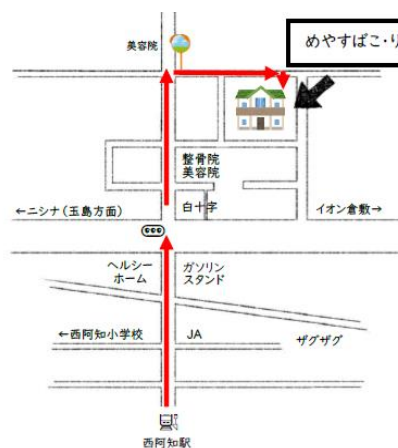 美容院
めやすばこ・り
整骨院
美容院
←ニシナ(玉島方面)
白十字
イオン倉敷→
ヘルシー
ホーム
ガソリン
スタンド
←西阿知小学校
JA
ザグザグ
西阿知駅